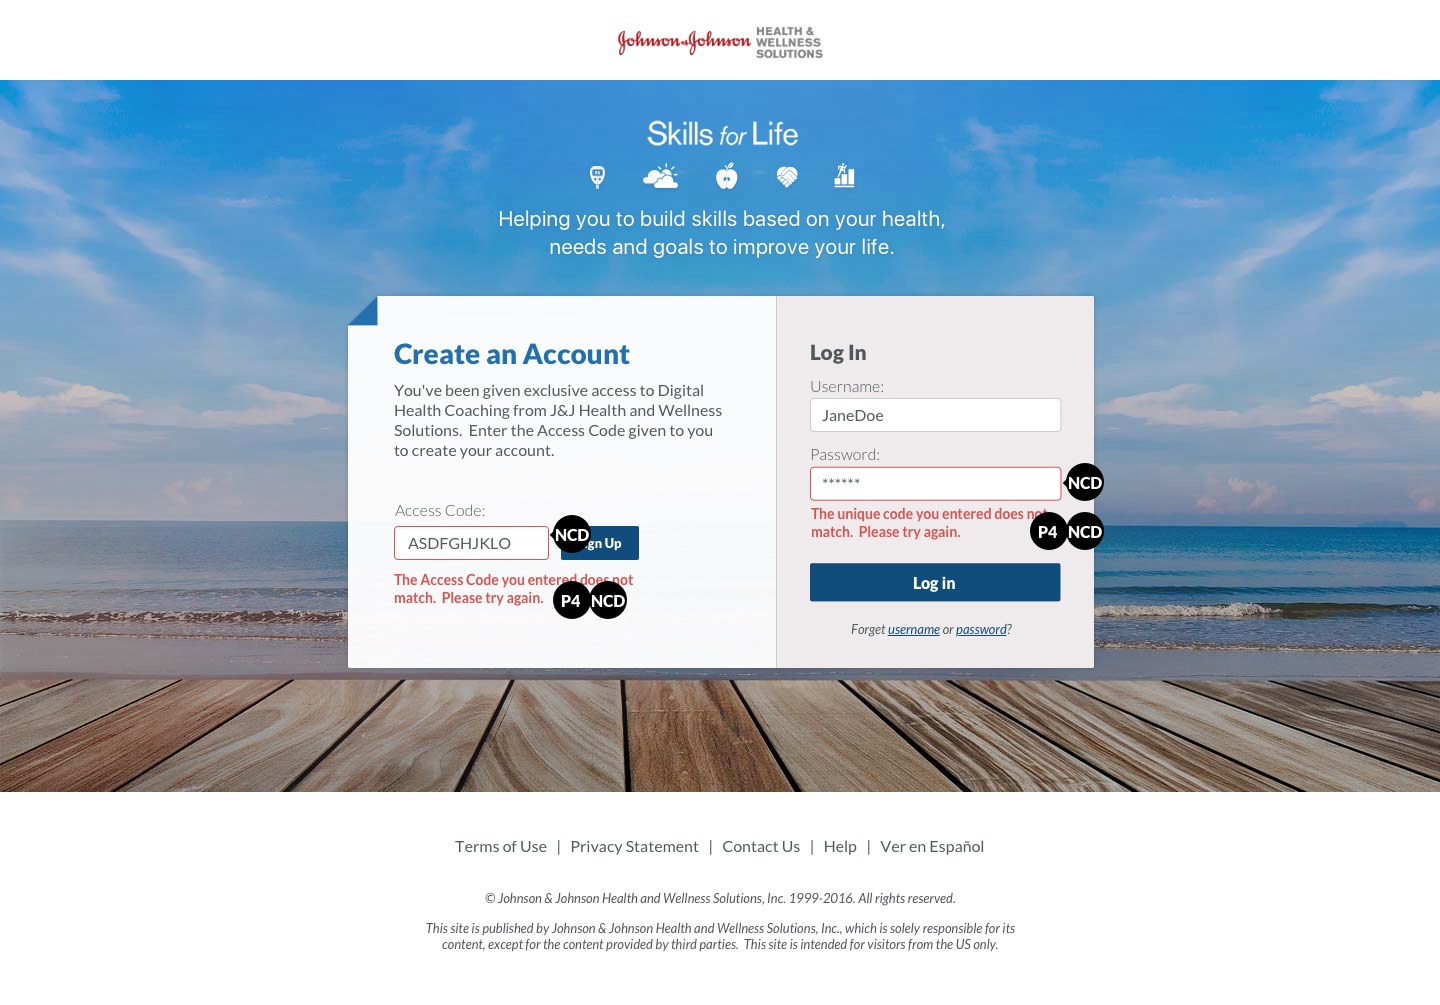 Johnson & Johnson HEALTH &
WELLNESS
SOLUTIONS
Skills for Life
Helping you to build skills based on your health,
needs and goals to improve your life.
Create an Account
You've been given exclusive access to Digital
Health Coaching from J&J Health and Wellness
Solutions.  Enter the Access Code given to you
to create your account.
Access Code:
ASDFGHJKLO
NCD
gn Up
The Access Code you entered does not
match.  Please try again.
P4 NCD
Log In
Username:
JaneDoe
Password:
******
NCD
The unique code you entered does not
match.  Please try again.
P4 NCD
Log in
Forget username or password?
Terms of Use | Privacy Statement | Contact Us | Help | Ver en Español
© Johnson & Johnson Health and Wellness Solutions, Inc. 1999-2016. All rights reserved.
This site is published by Johnson & Johnson Health and Wellness Solutions, Inc., which is solely responsible for its
content, except for the content provided by third parties.  This site is intended for visitors from the US only.